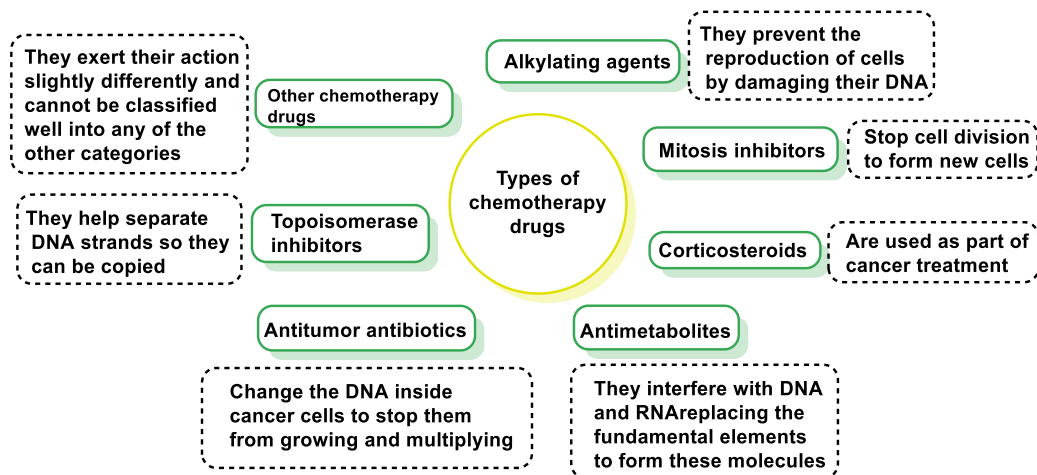 Types of
chemotherapy
drugs
Alkylating agents
They prevent the
reproduction of cells
by damaging their DNA
Mitosis inhibitors
Stop cell division
to form new cells
Corticosteroids
Are used as part of
cancer treatment
Antimetabolites
They interfere with DNA
and RNAreplacing the
fundamental elements
to form these molecules
Antitumor antibiotics
Change the DNA inside
cancer cells to stop them
from growing and multiplying
Topoisomerase
inhibitors
They help separate
DNA strands so they
can be copied
Other chemotherapy
drugs
They exert their action
slightly differently and
cannot be classified
well into any of the
other categories